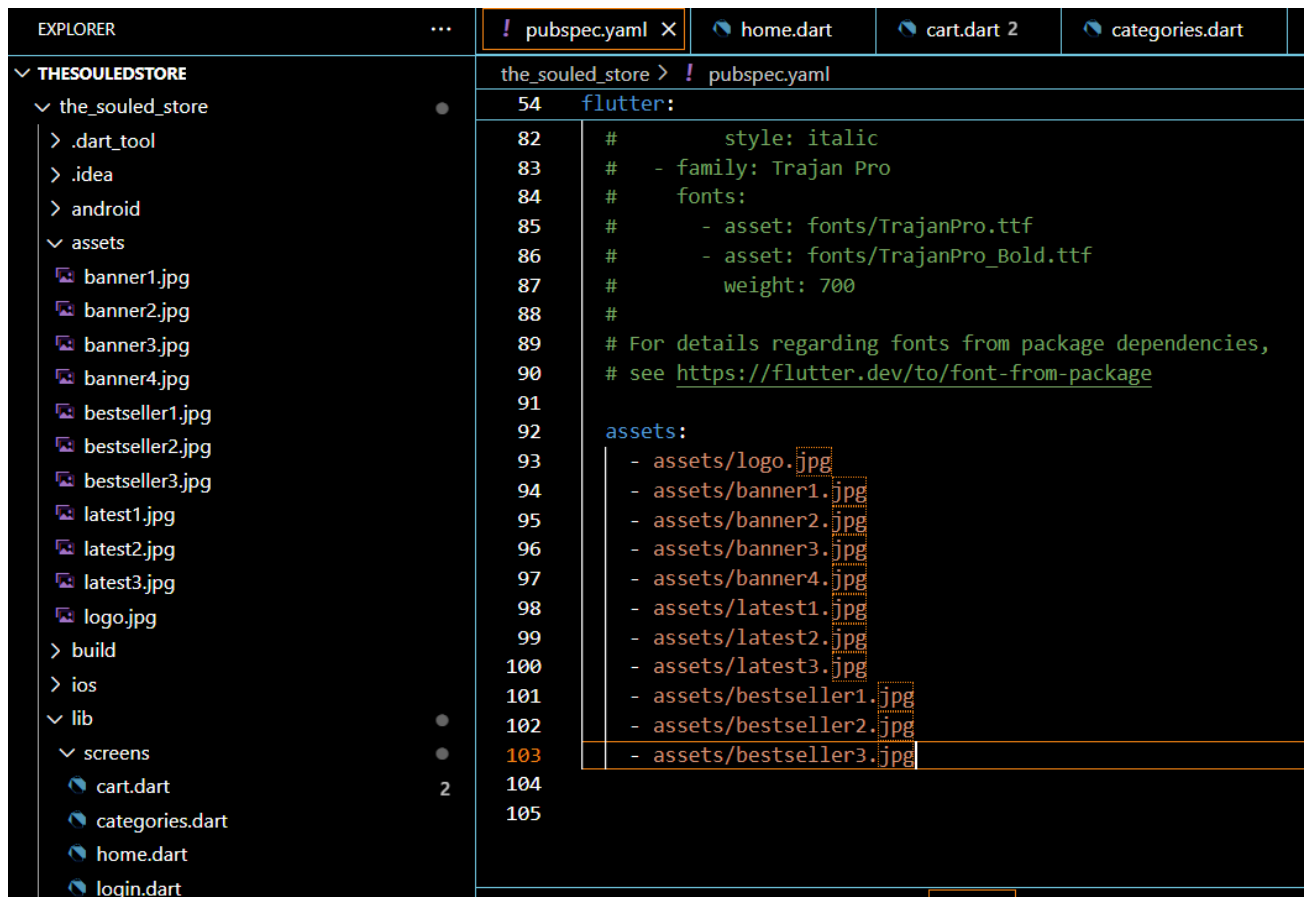 EXPLORER
THESOULEDSTORE
the_souled_store
.dart_tool
.idea
android
assets
banner1.jpg
banner2.jpg
banner3.jpg
banner4.jpg
bestseller1.jpg
bestseller2.jpg
bestseller3.jpg
latest1.jpg
latest2.jpg
latest3.jpg
logo.jpg
build
ios
lib
screens
cart.dart 2
categories.dart
home.dart
login.dart
! pubspec.yaml home.dart cart.dart 2 categories.dart
the_souled_store > ! pubspec.yaml
54 flutter:
82 # style: italic
83 # - family: Trajan Pro
84 # fonts:
85 # - asset: fonts/TrajanPro.ttf
86 # - asset: fonts/TrajanPro_Bold.ttf
87 # weight: 700
88 #
89 # For details regarding fonts from package dependencies,
90 # see https://flutter.dev/to/font-from-package
91
92 assets:
93 - assets/logo.jpg
94 - assets/banner1.jpg
95 - assets/banner2.jpg
96 - assets/banner3.jpg
97 - assets/banner4.jpg
98 - assets/latest1.jpg
99 - assets/latest2.jpg
100 - assets/latest3.jpg
101 - assets/bestseller1.jpg
102 - assets/bestseller2.jpg
103 - assets/bestseller3.jpg
104
105